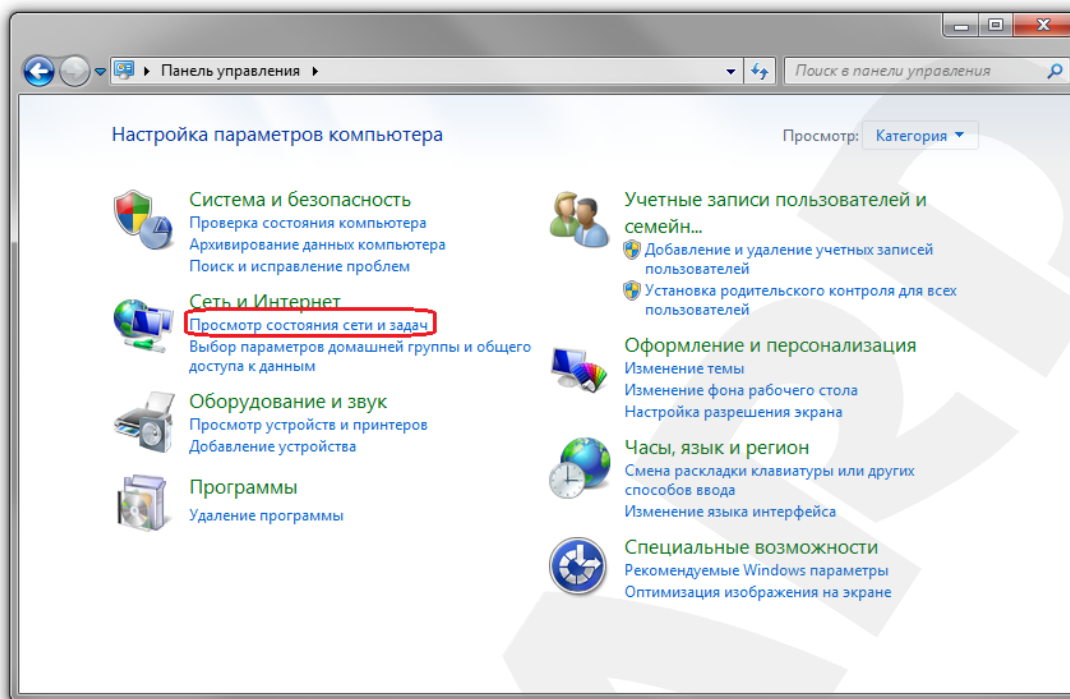 Панель управления
Поиск в панели управления
Настройка параметров компьютера
Просмотр: Категория
Система и безопасность
Проверка состояния компьютера
Архивирование данных компьютера
Поиск и исправление проблем
Сеть и Интернет
Просмотр состояния сети и задач
Выбор параметров домашней группы и общего
доступа к данным
Оборудование и звук
Просмотр устройств и принтеров
Добавление устройства
Программы
Удаление программы
Учетные записи пользователей и
семейн...
Добавление и удаление учетных записей
пользователей
Установка родительского контроля для всех
пользователей
Оформление и персонализация
Изменение темы
Изменение фона рабочего стола
Настройка разрешения экрана
Часы, язык и регион
Смена раскладки клавиатуры или других
способов ввода
Изменение языка интерфейса
Специальные возможности
Рекомендуемые Windows параметры
Оптимизация изображения на экране